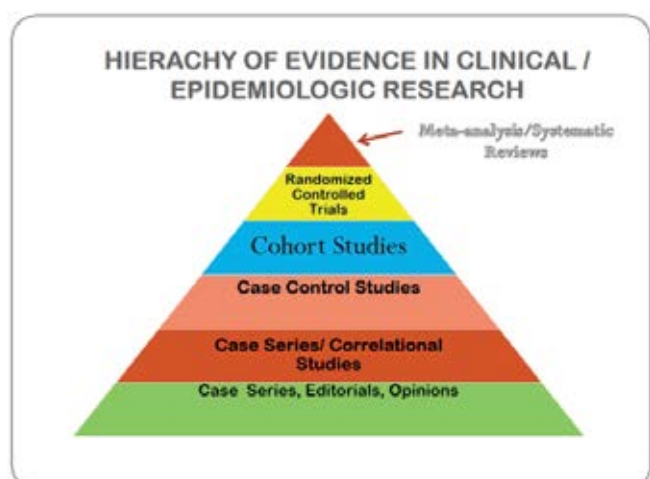 HIERACHY OF EVIDENCE IN CLINICAL /
EPIDEMIOLOGIC RESEARCH
Meta-analysis/Systematic
Reviews
Randomized
Controlled
Trials
Cohort Studies
Case Control Studies
Case Series/ Correlational
Studies
Case Series, Editorials, Opinions